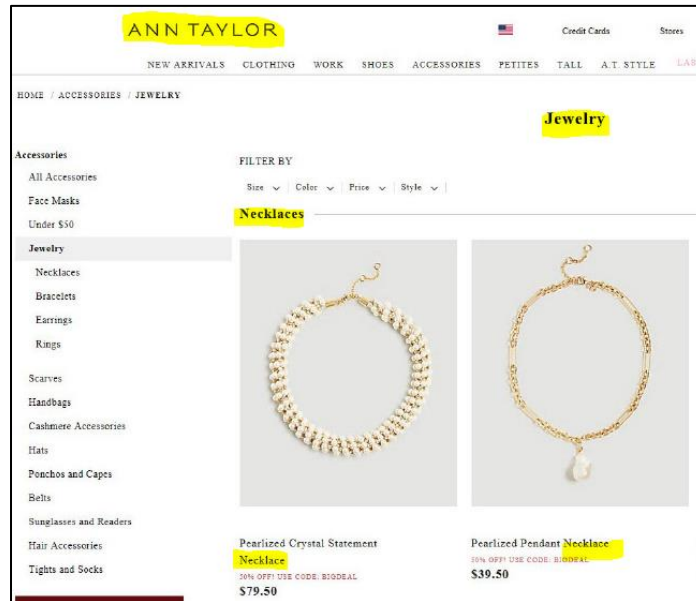 ANN TAYLOR
Credit Cards
Stores
NEW ARRIVALS CLOTHING WORK SHOES ACCESSORIES PETITES TALL A.T. STYLE LAS
HOME / ACCESSORIES / JEWELRY
Jewelry
Accessories
All Accessories
Face Masks
Under $50
Jewelry
Necklaces
Bracelets
Earrings
Rings
Scarves
Handbags
Cashmere Accessories
Hats
Ponchos and Capes
Belts
Sunglasses and Readers
Hair Accessories
Tights and Socks
FILTER BY
Size Color Price Style
Necklaces
Pearlized Crystal Statement
Necklace
50% OFF! USE CODE: BIGDEAL
$79.50
Pearlized Pendant Necklace
50% OFF! USE CODE: BIGDEAL
$39.50